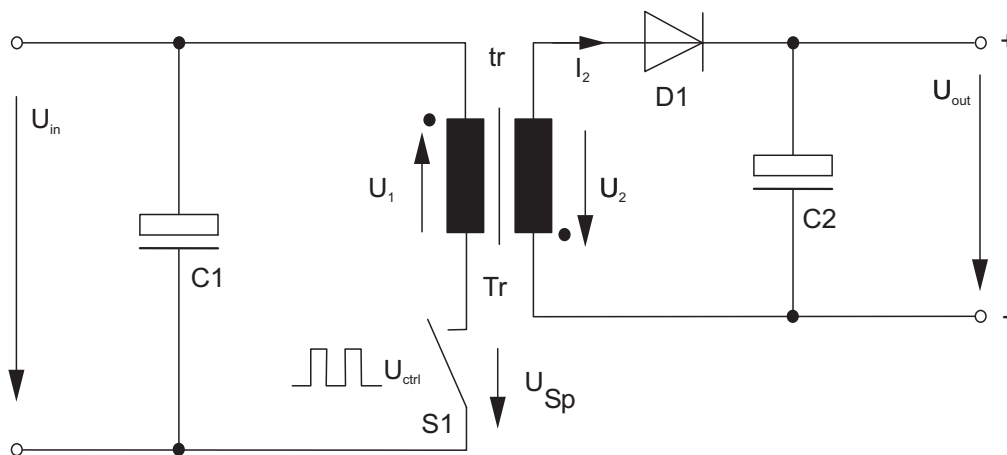 tr
+
I2
D1
Uin
Uout
U1
U2
C2
C1
Tr
-
Uctrl
USp
S1